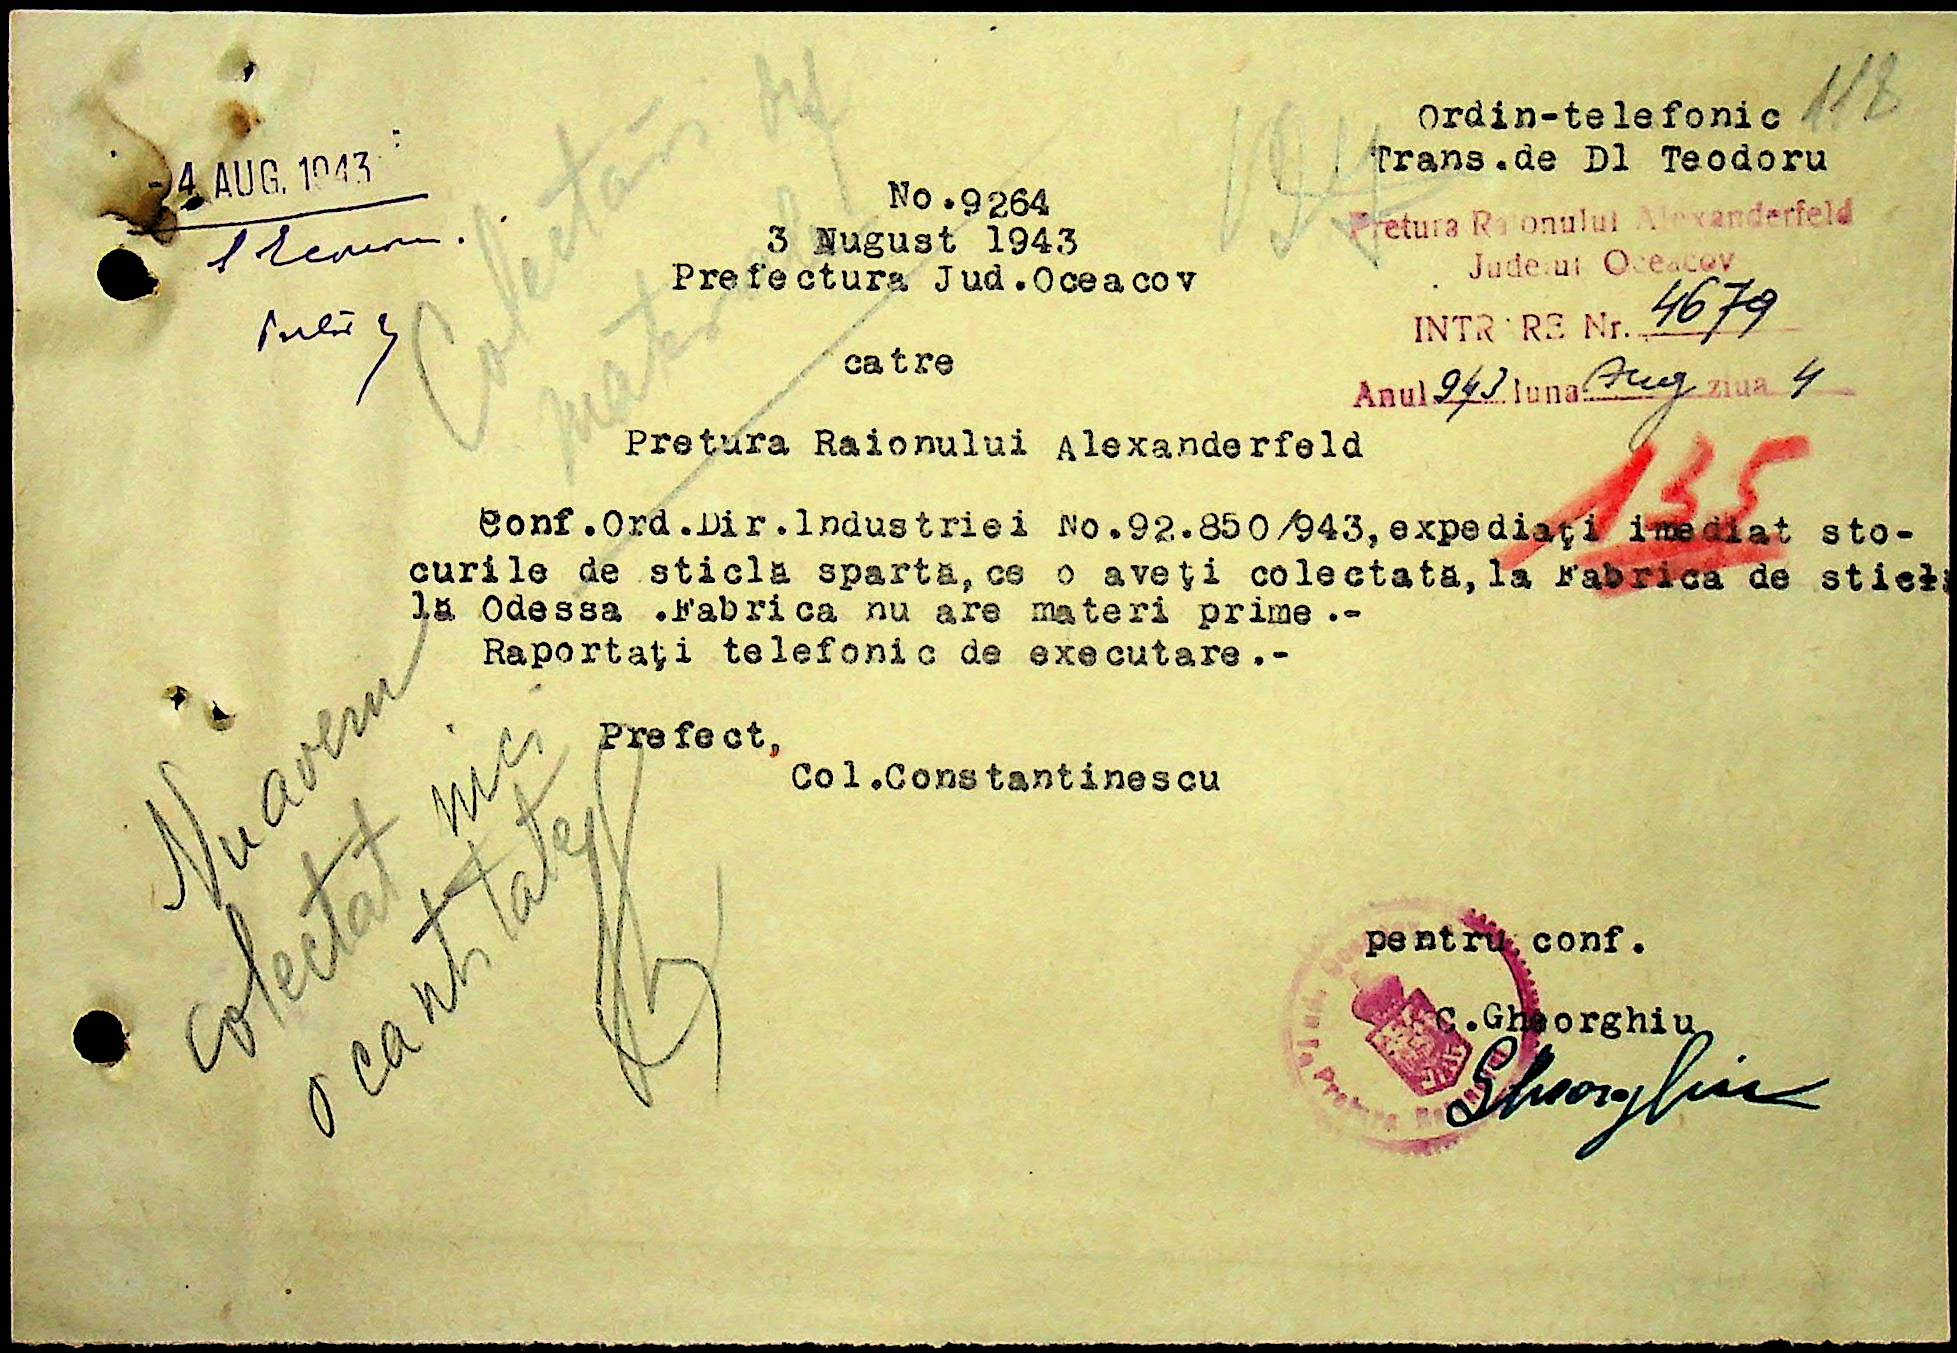 Ordin-telefonic 118
Trans.de Dl Teodoru
- 4 AUG. 1943
No.9264
3 August 1943
Prefectura Jud.Oceacov
Pretura Raionului Alexanderfeld
Judetul Oceacov
INTRARE Nr. 4679
Anul 943 luna Aug ziua 4
catre
Pretura Raionului Alexanderfeld
135
Conf.Ord.Dir.Industriei No.92.850/943,expediaţi imediat sto-
curile de sticlă spartă,ce o aveţi colectată,la Fabrica de sticl
lă Odessa .Fabrica nu are materi prime.-
Raportaţi telefonic de executare.-
Prefect,
Col.Constantinescu
Nu avem
colectat nici
o cantitate
pentru conf.
C.Gheorghiu
Gheorghiu